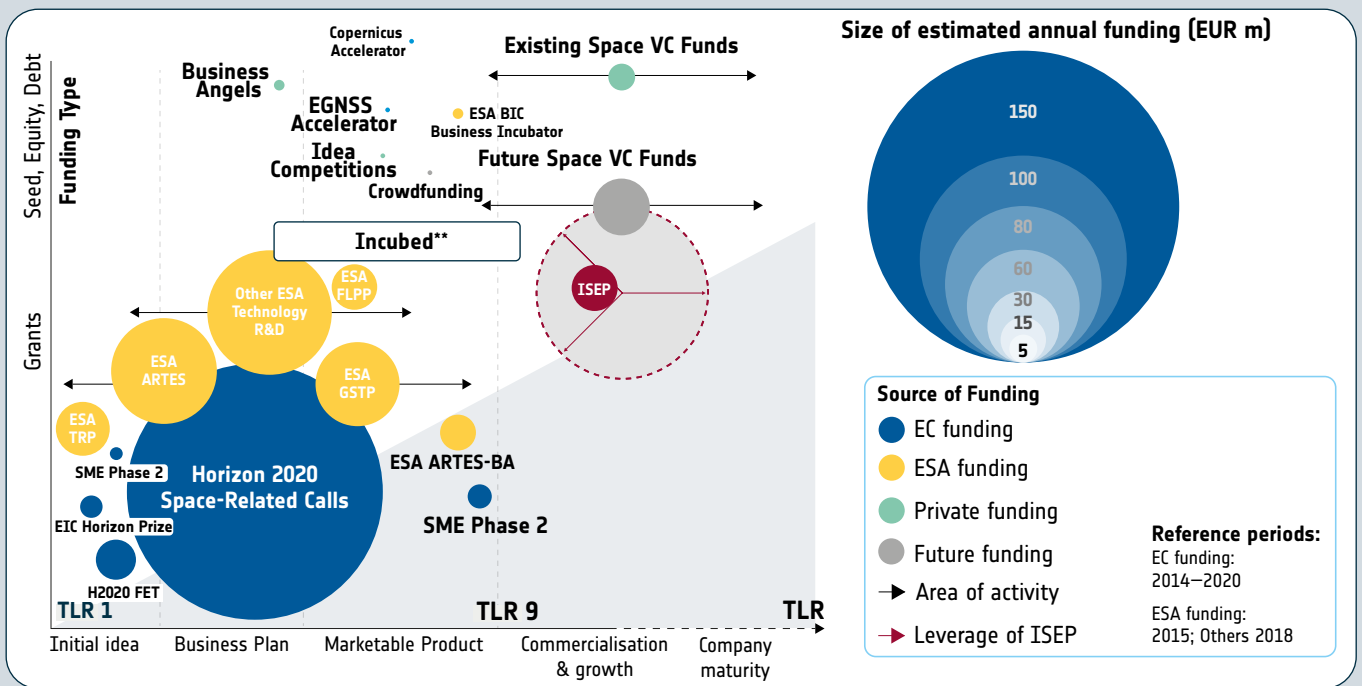 Size of estimated annual funding (EUR m)
Copernicus
Accelerator
Existing Space VC Funds
Business
Angels
EGNSS
Accelerator
ESA BIC
Business Incubator
Idea
Competitions
Crowdfunding
Future Space VC Funds
Seed, Equity, Debt
Funding Type
Grants
Incubed**
Other ESA
Technology
R&D
ESA
FLPP
ESA
ARTES
ESA
GSTP
ESA
TRP
ISEP
SME Phase 2
Horizon 2020
Space-Related Calls
EIC Horizon Prize
H2020 FET
ESA ARTES-BA
SME Phase 2
TLR 1
TLR 9
TLR
Initial idea
Business Plan
Marketable Product
Commercialisation
& growth
Company
maturity
150
100
80
60
30
15
5
Source of Funding
EC funding
ESA funding
Private funding
Future funding
Area of activity
Leverage of ISEP
Reference periods:
EC funding:
2014–2020
ESA funding:
2015; Others 2018